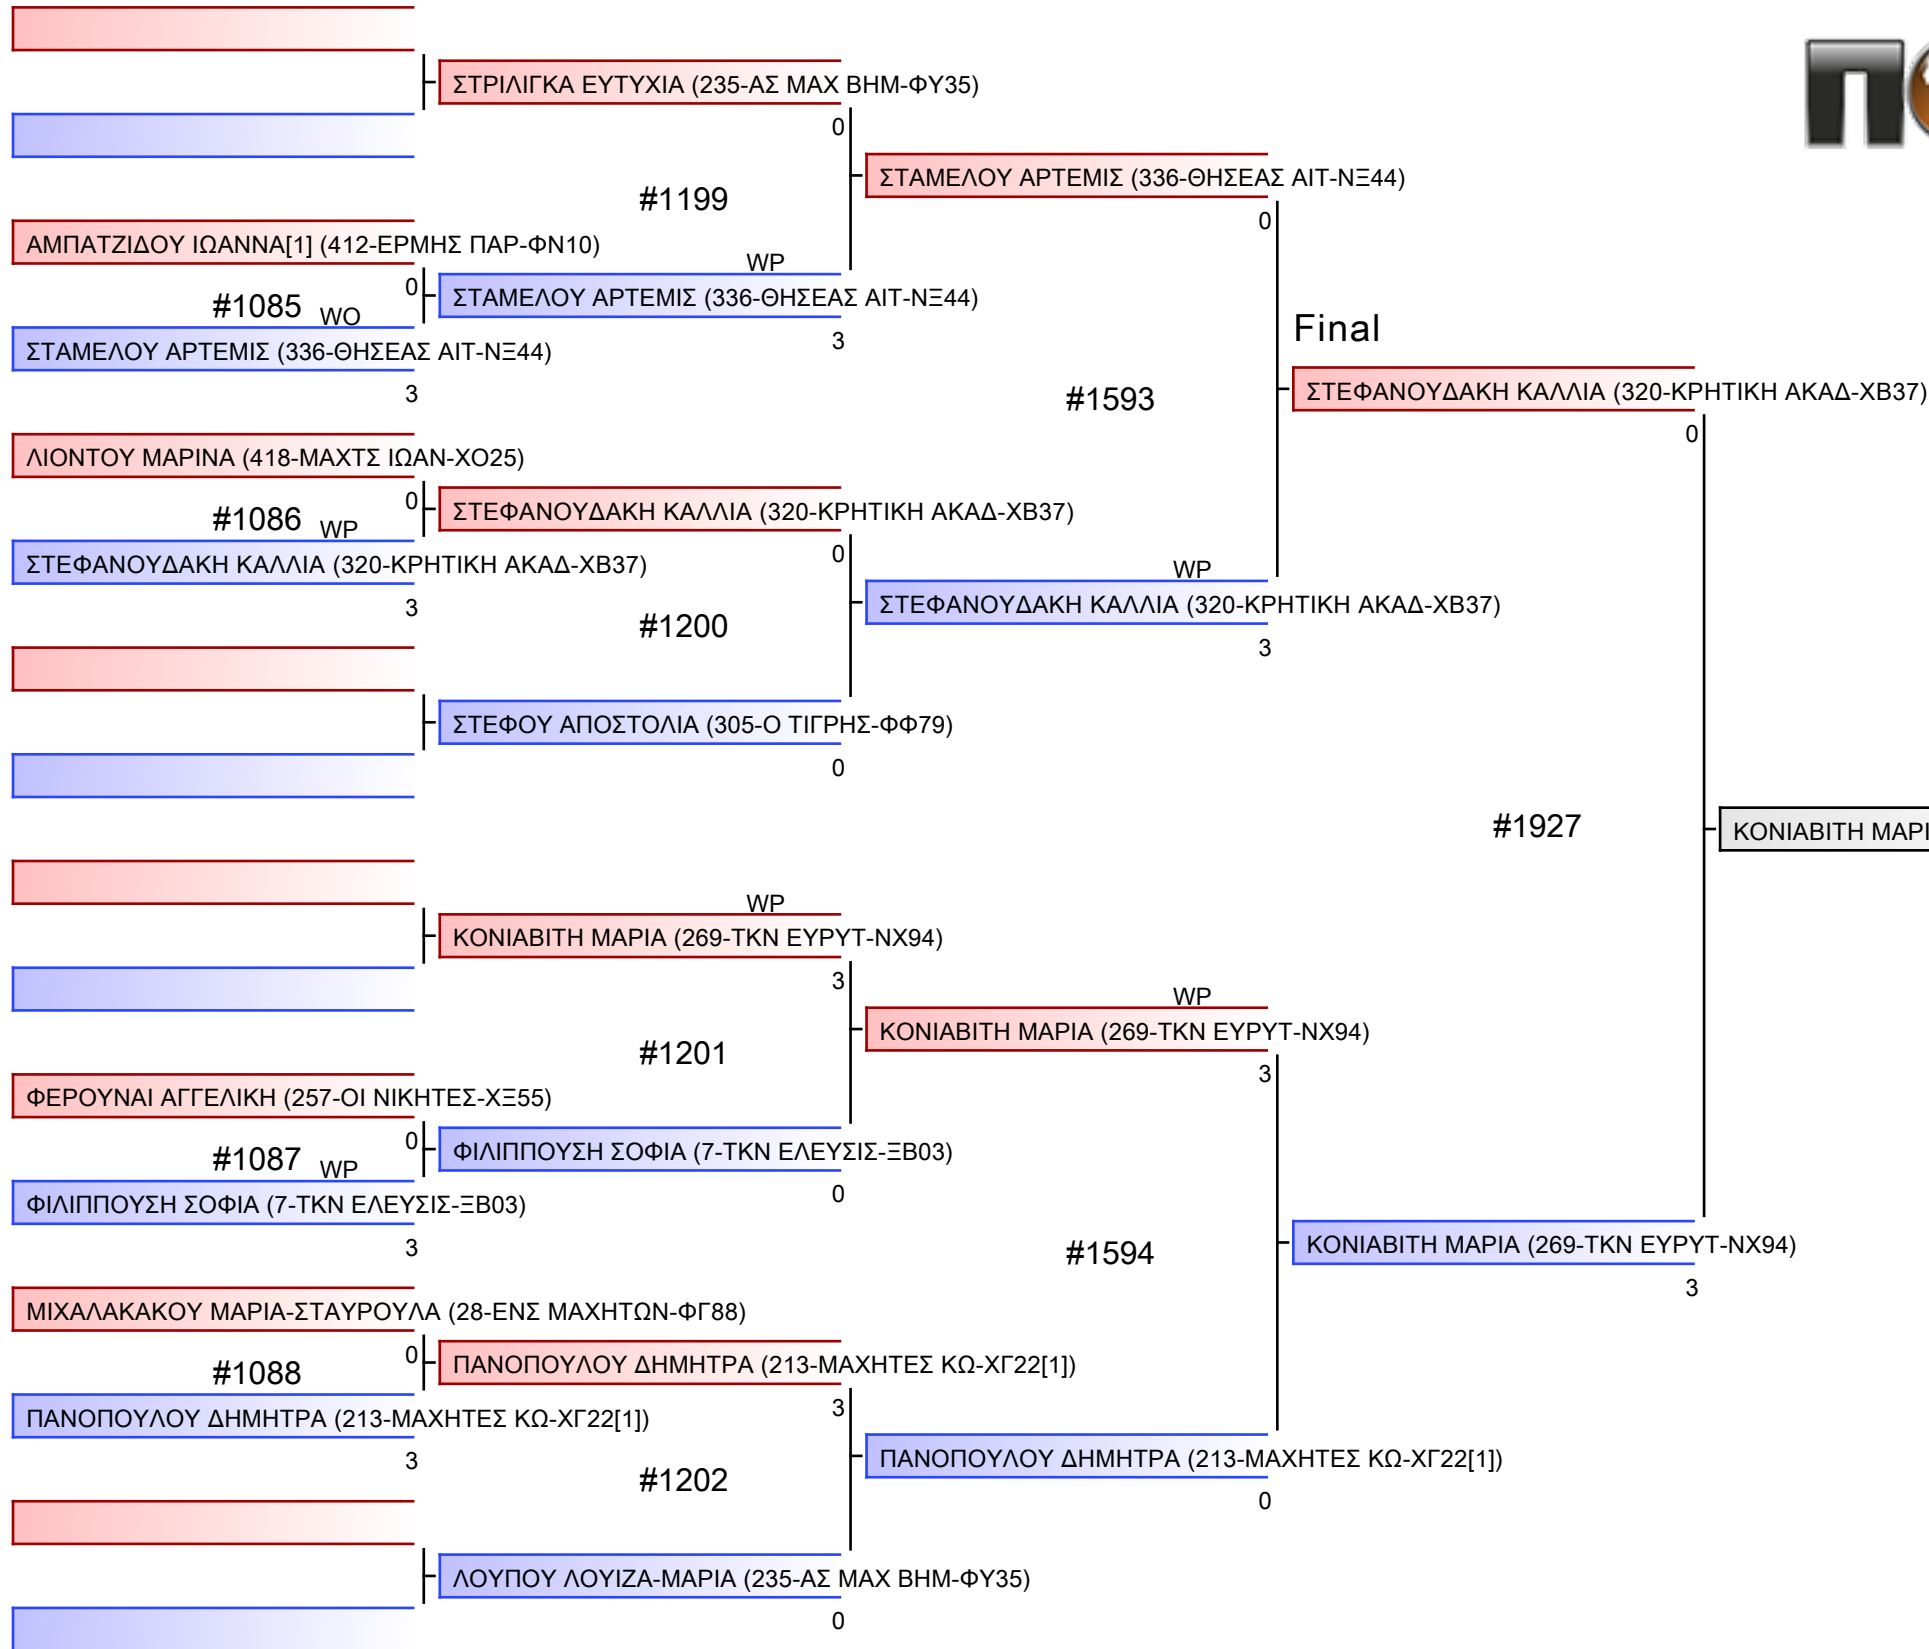 ΣΤΡΙΛΙΓΚΑ ΕΥΤΥΧΙΑ (235-ΑΣ ΜΑΧ ΒΗΜ-ΦΥ35)
0
#1199
ΣΤΑΜΕΛΟΥ ΑΡΤΕΜΙΣ (336-ΘΗΣΕΑΣ ΑΙΤ-ΝΞ44)
0
ΑΜΠΑΤΖΙΔΟΥ ΙΩΑΝΝΑ[1] (412-ΕΡΜΗΣ ΠΑΡ-ΦΝ10)
0
#1085 WO
WP
ΣΤΑΜΕΛΟΥ ΑΡΤΕΜΙΣ (336-ΘΗΣΕΑΣ ΑΙΤ-ΝΞ44)
3
ΣΤΑΜΕΛΟΥ ΑΡΤΕΜΙΣ (336-ΘΗΣΕΑΣ ΑΙΤ-ΝΞ44)
3
Final
#1593
ΣΤΕΦΑΝΟΥΔΑΚΗ ΚΑΛΛΙΑ (320-ΚΡΗΤΙΚΗ ΑΚΑΔ-ΧΒ37)
0
ΛΙΟΝΤΟΥ ΜΑΡΙΝΑ (418-ΜΑΧΤΣ ΙΩΑΝ-ΧΟ25)
0
#1086 WP
ΣΤΕΦΑΝΟΥΔΑΚΗ ΚΑΛΛΙΑ (320-ΚΡΗΤΙΚΗ ΑΚΑΔ-ΧΒ37)
0
ΣΤΕΦΑΝΟΥΔΑΚΗ ΚΑΛΛΙΑ (320-ΚΡΗΤΙΚΗ ΑΚΑΔ-ΧΒ37)
3
#1200
WP
ΣΤΕΦΑΝΟΥΔΑΚΗ ΚΑΛΛΙΑ (320-ΚΡΗΤΙΚΗ ΑΚΑΔ-ΧΒ37)
3
ΣΤΕΦΟΥ ΑΠΟΣΤΟΛΙΑ (305-Ο ΤΙΓΡΗΣ-ΦΦ79)
0
#1927
ΚΟΝΙΑΒΙΤΗ ΜΑΡΙ
WP
ΚΟΝΙΑΒΙΤΗ ΜΑΡΙΑ (269-ΤΚΝ ΕΥΡΥΤ-ΝΧ94)
3
#1201
WP
ΚΟΝΙΑΒΙΤΗ ΜΑΡΙΑ (269-ΤΚΝ ΕΥΡΥΤ-ΝΧ94)
3
ΦΕΡΟΥΝΑΙ ΑΓΓΕΛΙΚΗ (257-ΟΙ ΝΙΚΗΤΕΣ-ΧΞ55)
0
#1087 WP
ΦΙΛΙΠΠΟΥΣΗ ΣΟΦΙΑ (7-ΤΚΝ ΕΛΕΥΣΙΣ-ΞΒ03)
0
ΦΙΛΙΠΠΟΥΣΗ ΣΟΦΙΑ (7-ΤΚΝ ΕΛΕΥΣΙΣ-ΞΒ03)
3
#1594
ΚΟΝΙΑΒΙΤΗ ΜΑΡΙΑ (269-ΤΚΝ ΕΥΡΥΤ-ΝΧ94)
3
ΜΙΧΑΛΑΚΑΚΟΥ ΜΑΡΙΑ-ΣΤΑΥΡΟΥΛΑ (28-ΕΝΣ ΜΑΧΗΤΩΝ-ΦΓ88)
0
#1088
ΠΑΝΟΠΟΥΛΟΥ ΔΗΜΗΤΡΑ (213-ΜΑΧΗΤΕΣ ΚΩ-ΧΓ22[1])
3
ΠΑΝΟΠΟΥΛΟΥ ΔΗΜΗΤΡΑ (213-ΜΑΧΗΤΕΣ ΚΩ-ΧΓ22[1])
3
#1202
ΠΑΝΟΠΟΥΛΟΥ ΔΗΜΗΤΡΑ (213-ΜΑΧΗΤΕΣ ΚΩ-ΧΓ22[1])
0
ΛΟΥΠΟΥ ΛΟΥΙΖΑ-ΜΑΡΙΑ (235-ΑΣ ΜΑΧ ΒΗΜ-ΦΥ35)
0